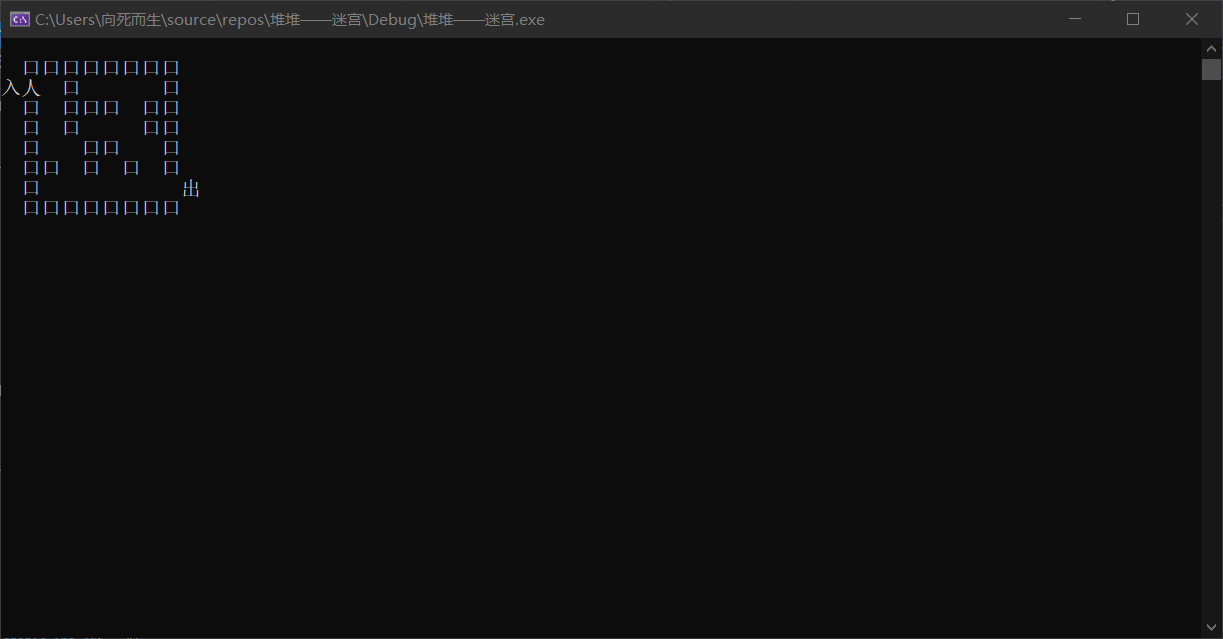 C:\Users\向死而生\source\repos\堆堆——迷宫\Debug\堆堆——迷宫.exe
口口口口口口口口
入人 口    口
口 口口口 口口
口 口   口口
口  口口  口
口口 口 口 口
口       出
口口口口口口口口